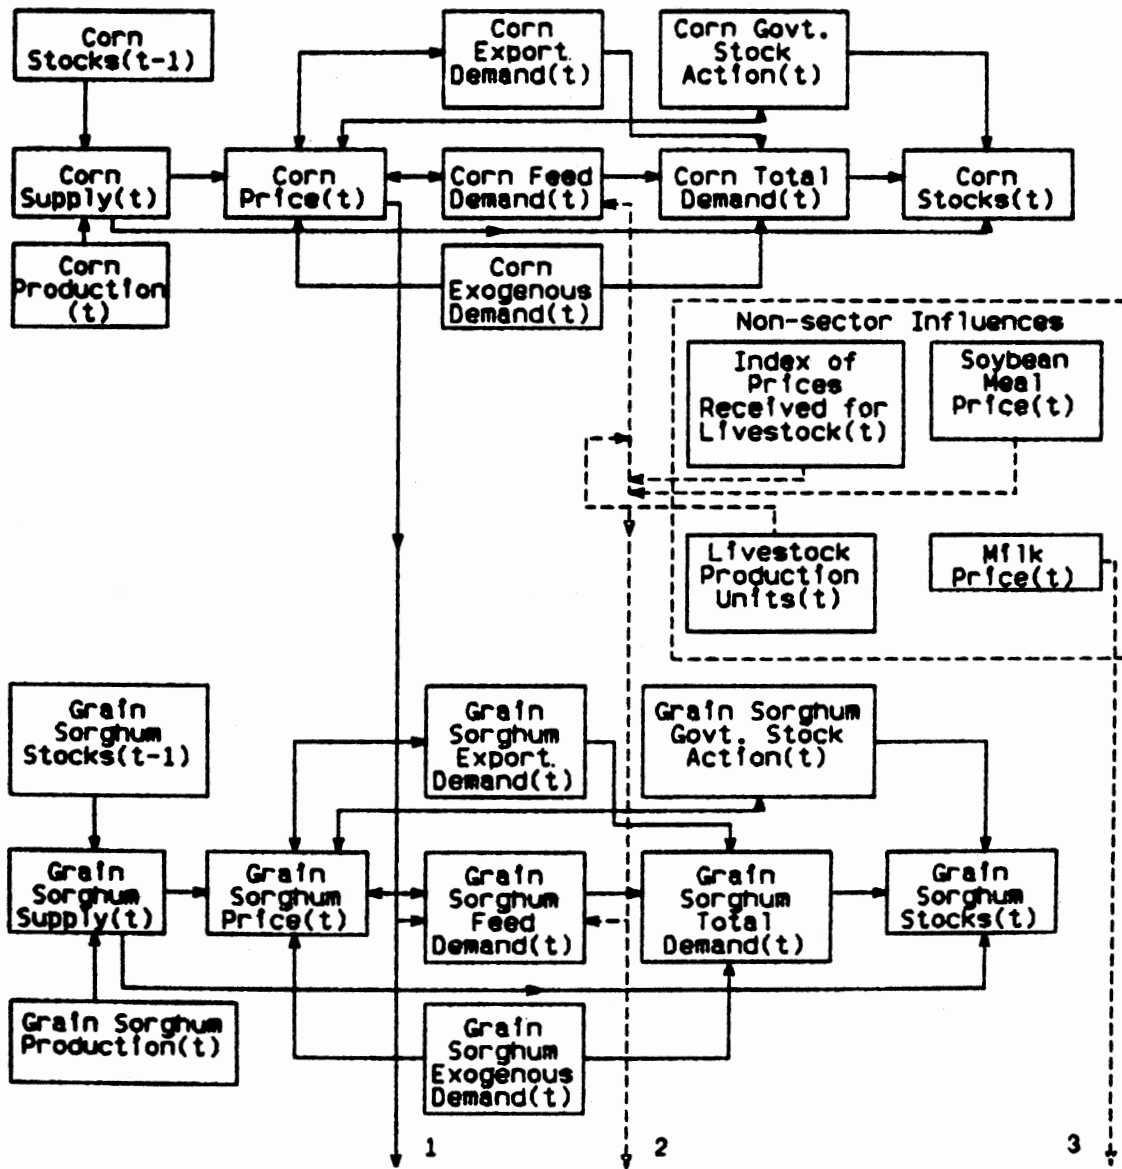 Corn
Stocks(t-1)
Corn
Export
Demand(t)
Corn Govt.
Stock
Action(t)
Corn
Supply(t)
Corn
Price(t)
Corn Feed
Demand(t)
Corn Total
Demand(t)
Corn
Stocks(t)
Corn
Production
(t)
Corn
Exogenous
Demand(t)
Non-sector Influences
Index of
Prices
Received for
Livestock(t)
Soybean
Meal
Price(t)
Livestock
Production
Units(t)
Milk
Price(t)
Grain
Sorghum
Stocks(t-1)
Grain
Sorghum
Export
Demand(t)
Grain Sorghum
Govt. Stock
Action(t)
Grain
Sorghum
Supply(t)
Grain
Sorghum
Price(t)
Grain
Sorghum
Feed
Demand(t)
Grain
Sorghum
Total
Demand(t)
Grain
Sorghum
Stocks(t)
Grain Sorghum
Production(t)
Grain
Sorghum
Exogenous
Demand(t)
1
2
3